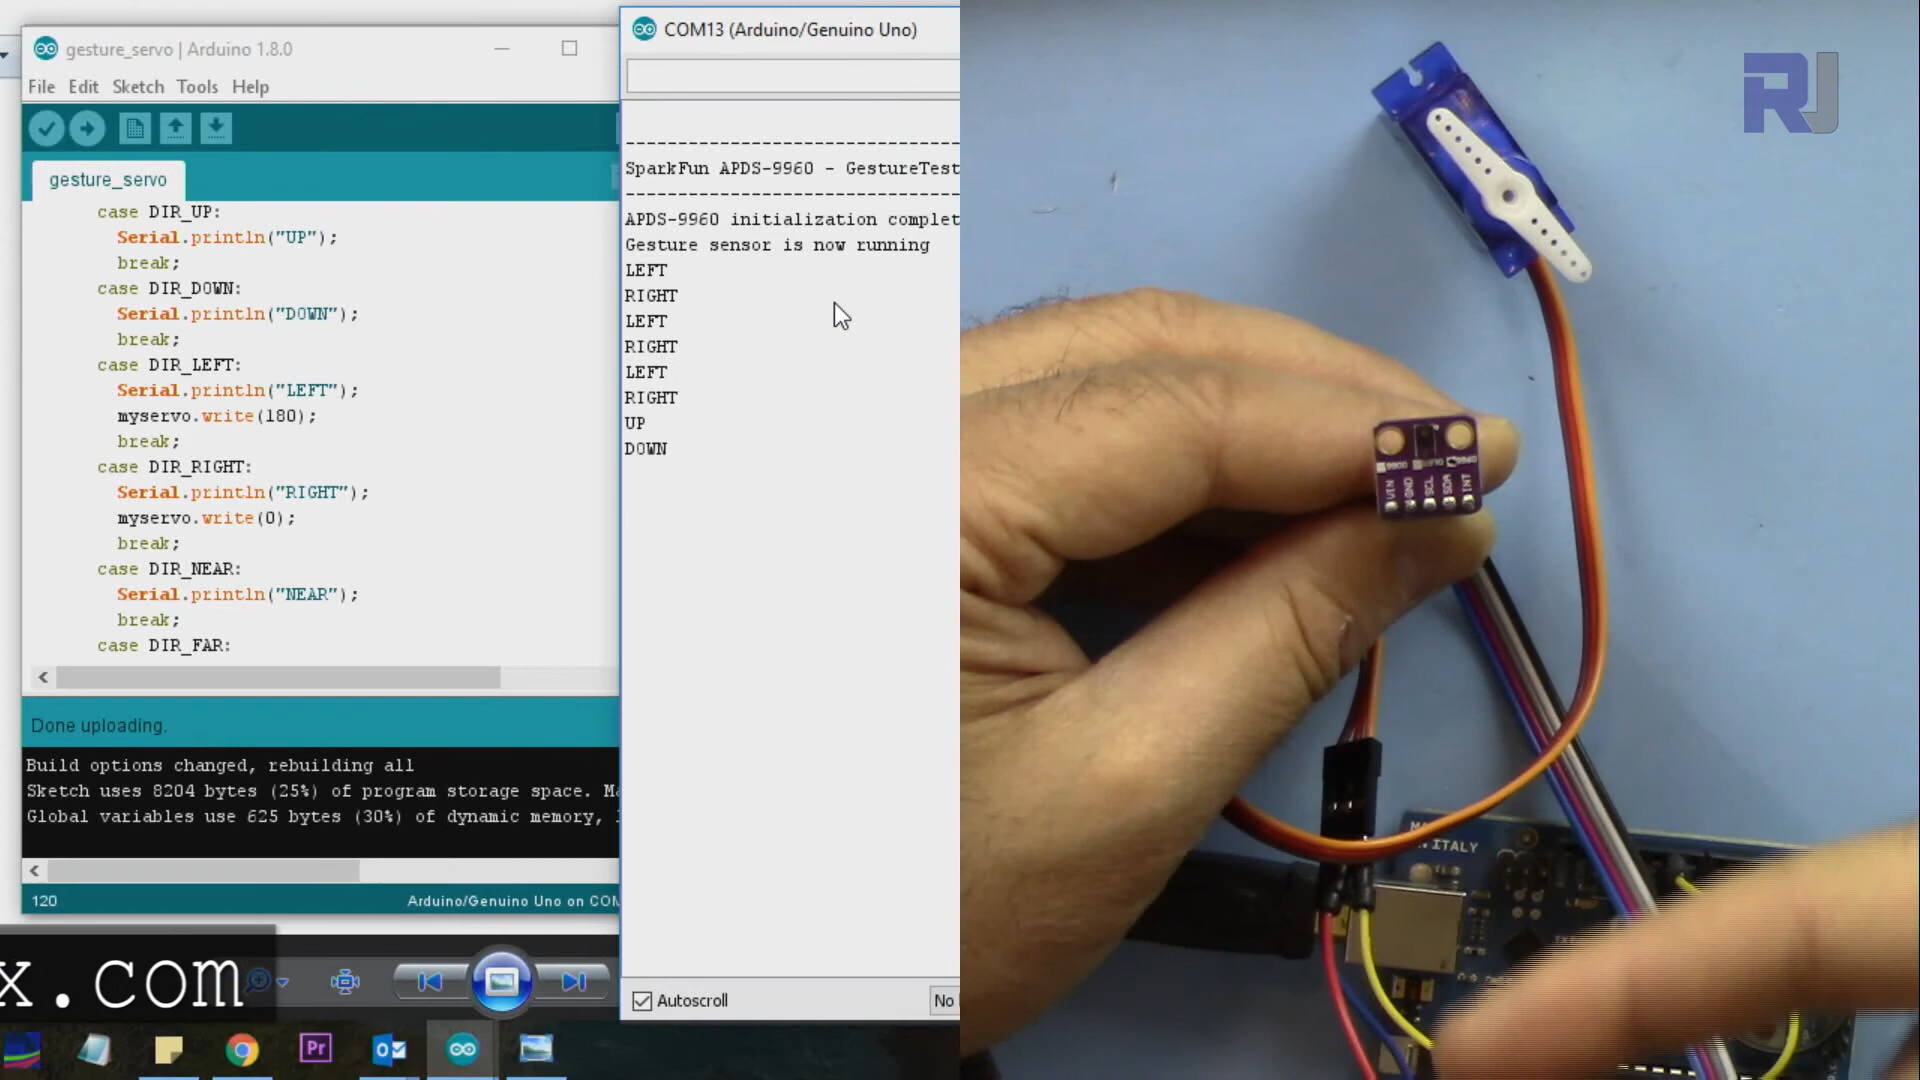 gesture_servo | Arduino 1.8.0
File Edit Sketch Tools Help
gesture_servo
case DIR_UP:
Serial.println("UP");
break;
case DIR_DOWN:
Serial.println("DOWN");
break;
case DIR_LEFT:
Serial.println("LEFT");
myservo.write(180);
break;
case DIR_RIGHT:
Serial.println("RIGHT");
myservo.write(0);
break;
case DIR_NEAR:
Serial.println("NEAR");
break;
case DIR_FAR:
Done uploading.
Build options changed, rebuilding all
Sketch uses 8204 bytes (25%) of program storage space.
Global variables use 625 bytes (30%) of dynamic memory,
120
Arduino/Genuino Uno on COM
x.com
Pr
COM13 (Arduino/Genuino Uno)
--------------------------------
SparkFun APDS-9960 - GestureTest
--------------------------------
APDS-9960 initialization complet
Gesture sensor is now running
LEFT
RIGHT
LEFT
RIGHT
LEFT
RIGHT
UP
DOWN
Autoscroll
No
RJ
VIN GND SCL SDA INT
ITALY